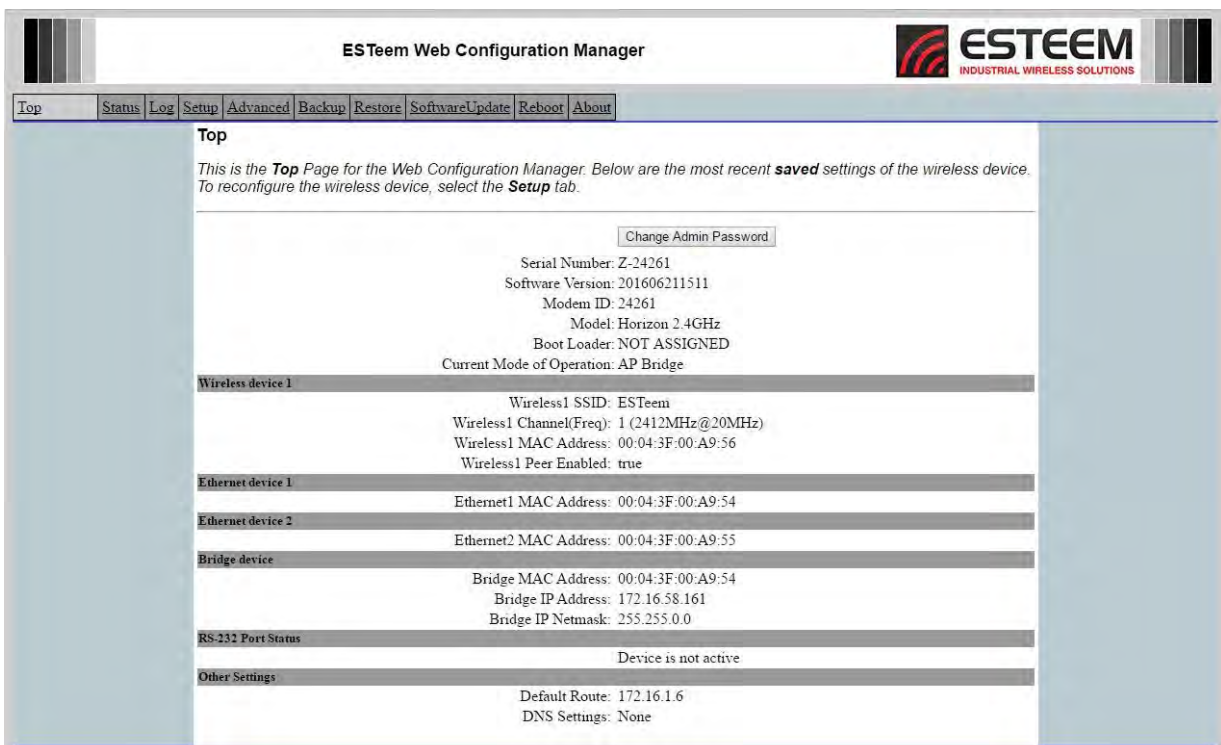 ESTeem Web Configuration Manager
ESTEEM
INDUSTRIAL WIRELESS SOLUTIONS
Top Status Log Setup Advanced Backup Restore SoftwareUpdate Reboot About
Top
This is the Top Page for the Web Configuration Manager. Below are the most recent saved settings of the wireless device.
To reconfigure the wireless device, select the Setup tab.
Change Admin Password
Serial Number: Z-24261
Software Version: 201606211511
Modem ID: 24261
Model: Horizon 2.4GHz
Boot Loader: NOT ASSIGNED
Current Mode of Operation: AP Bridge
Wireless device 1
Wireless1 SSID: ESTeem
Wireless1 Channel(Freq): 1 (2412MHz@20MHz)
Wireless1 MAC Address: 00:04:3F:00:A9:56
Wireless1 Peer Enabled: true
Ethernet device 1
Ethernet1 MAC Address: 00:04:3F:00:A9:54
Ethernet device 2
Ethernet2 MAC Address: 00:04:3F:00:A9:55
Bridge device
Bridge MAC Address: 00:04:3F:00:A9:54
Bridge IP Address: 172.16.58.161
Bridge IP Netmask: 255.255.0.0
RS-232 Port Status
Device is not active
Other Settings
Default Route: 172.16.1.6
DNS Settings: None